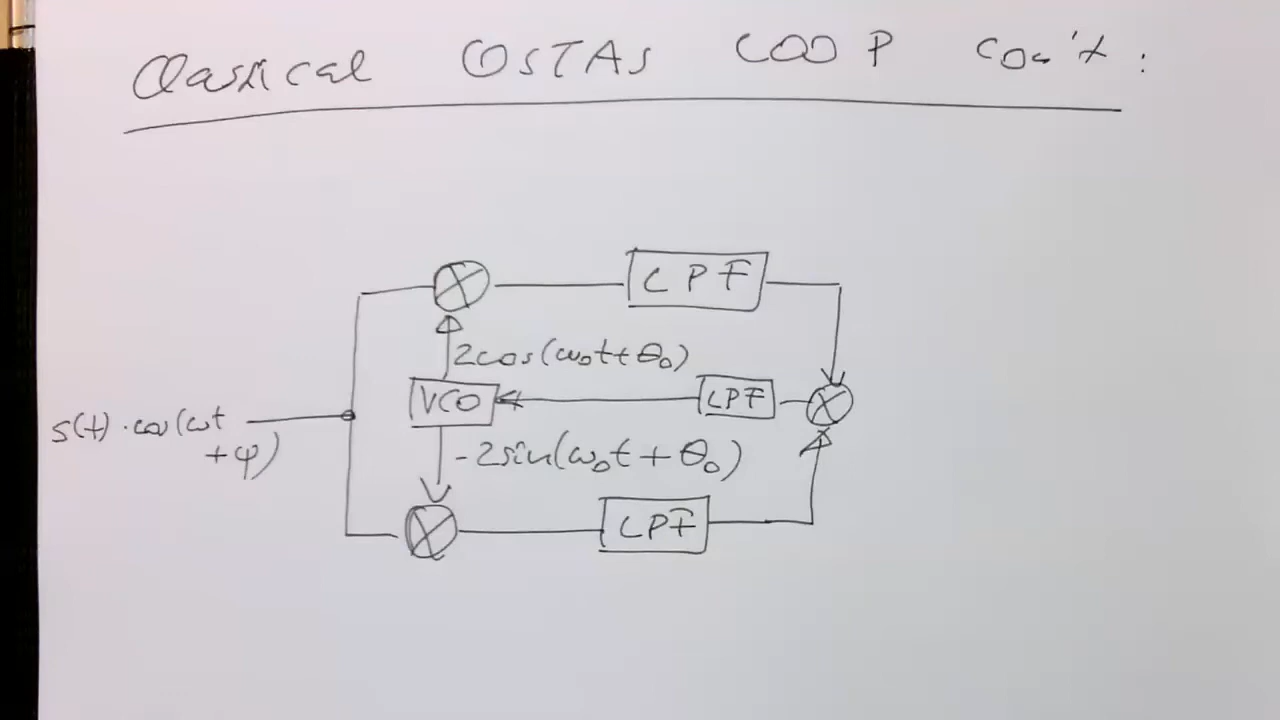 Classical COSTAS LOOP con't:
LPF
2cos(ω₀t+θ₀)
VCO
LPF
s(t)·cos(ωt
+φ)
-2sin(ω₀t+θ₀)
LPF